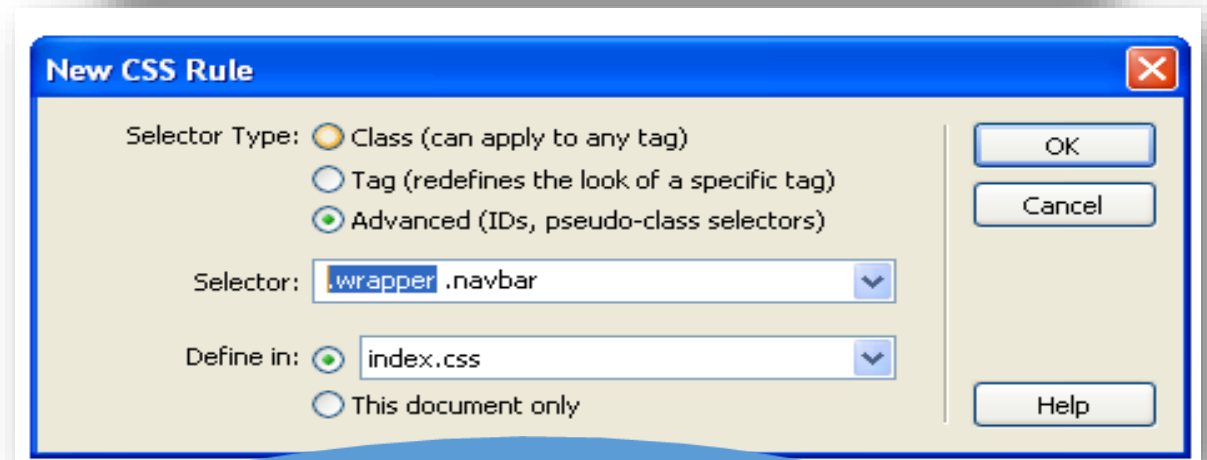 New CSS Rule
Selector Type: Class (can apply to any tag)
OK
Tag (redefines the look of a specific tag)
Cancel
Advanced (IDs, pseudo-class selectors)
Selector: .wrapper .navbar
Define in: index.css
This document only
Help